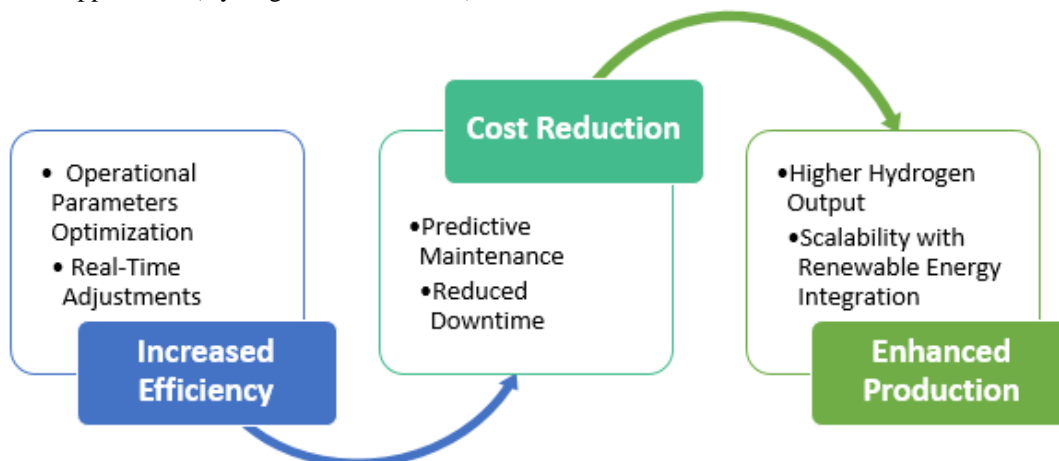 • Operational
Parameters
Optimization
• Real-Time
Adjustments
Increased
Efficiency
Cost Reduction
•Predictive
Maintenance
•Reduced
Downtime
•Higher Hydrogen
Output
•Scalability with
Renewable Energy
Integration
Enhanced
Production